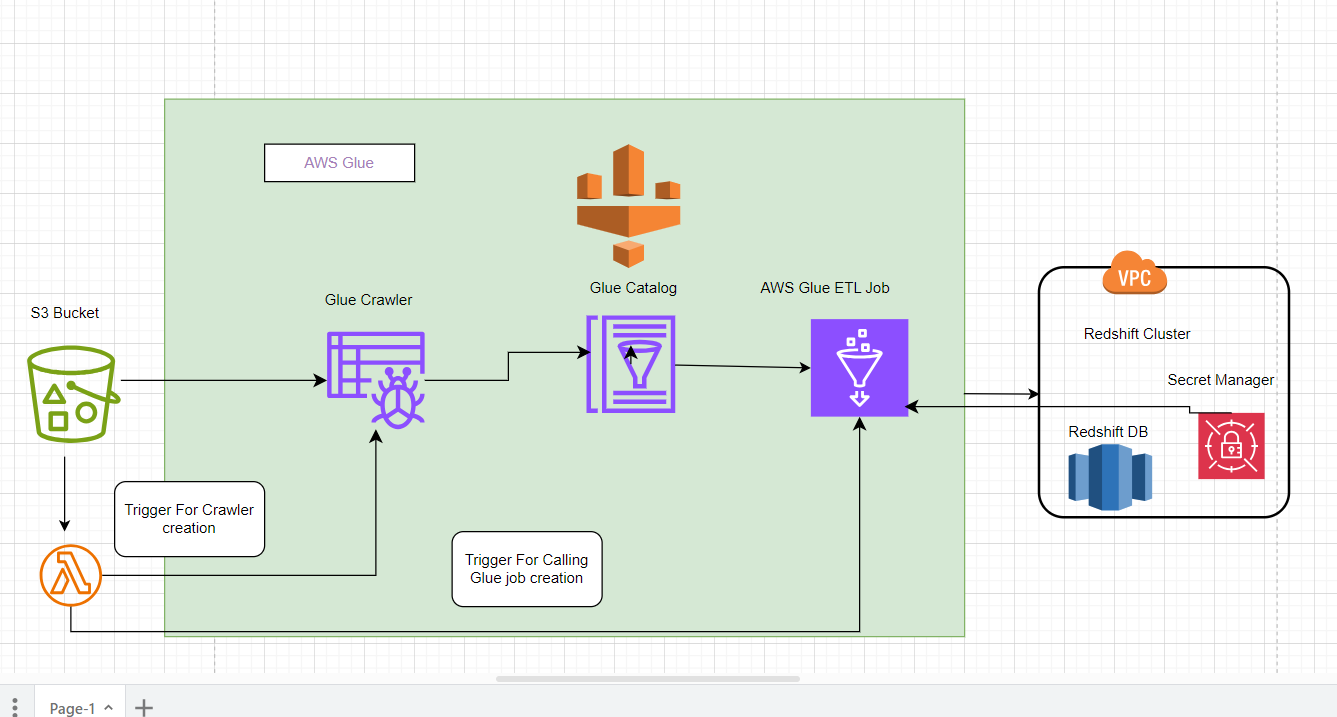 AWS Glue
Glue Catalog
AWS Glue ETL Job
Glue Crawler
S3 Bucket
VPC
Redshift Cluster
Secret Manager
Redshift DB
Trigger For Crawler
creation
Trigger For Calling
Glue job creation
Page-1